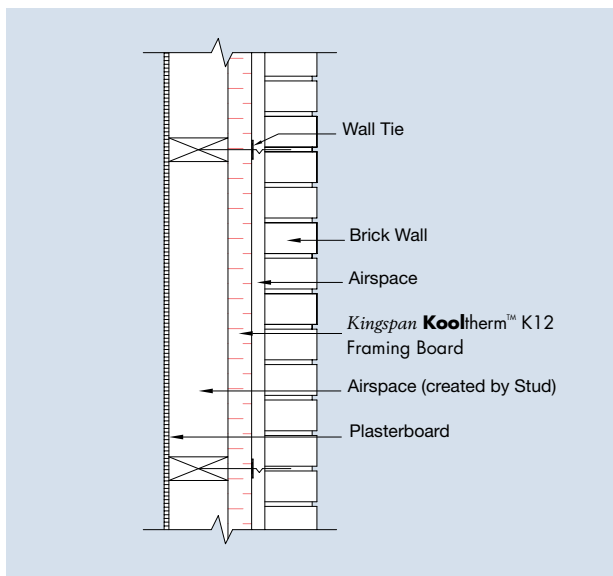 Wall Tie
Brick Wall
Airspace
Kingspan Kooltherm™ K12
Framing Board
Airspace (created by Stud)
Plasterboard